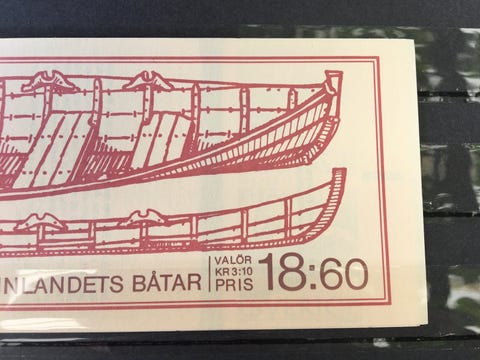 NLANDETS BÅTAR
VALÖR
KR 3:10
PRIS
18:60